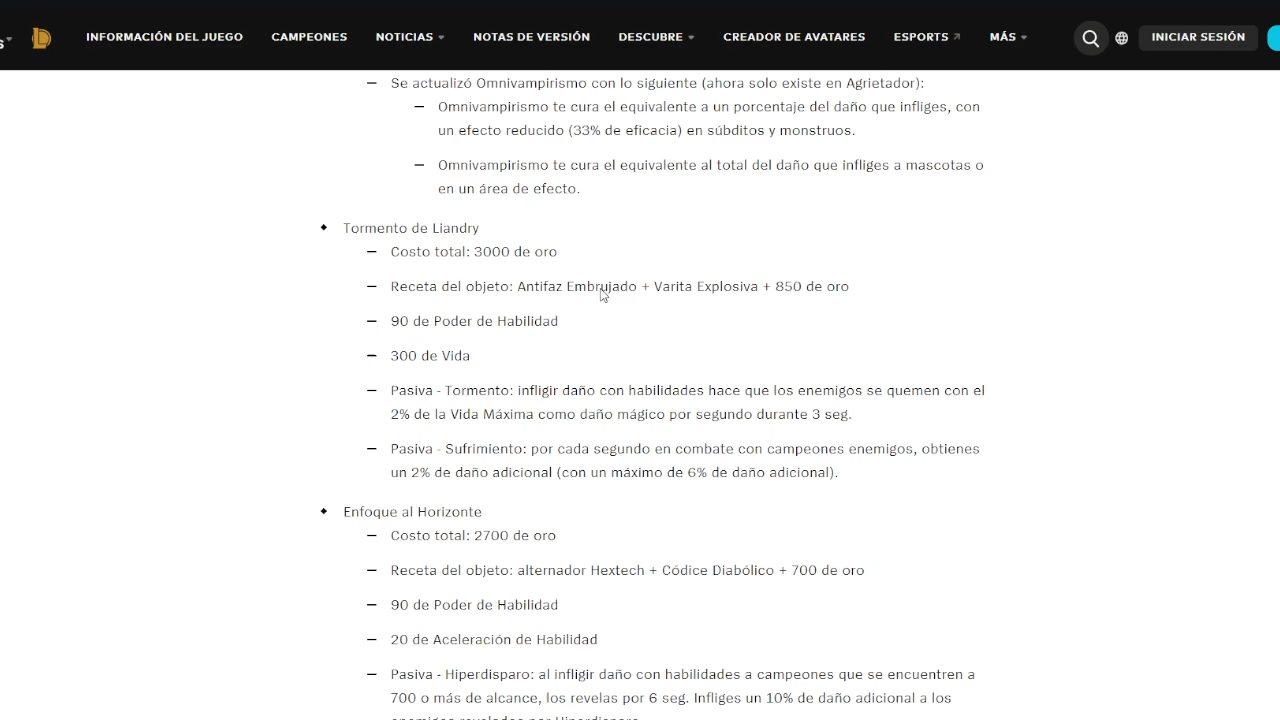 INFORMACIÓN DEL JUEGO CAMPEONES NOTICIAS NOTAS DE VERSIÓN DESCUBRE CREADOR DE AVATARES ESPORTS MÁS INICIAR SESIÓN
— Se actualizó Omnivampirismo con lo siguiente (ahora solo existe en Agrietador):
— Omnivampirismo te cura el equivalente a un porcentaje del daño que infliges, con
un efecto reducido (33% de eficacia) en súbditos y monstruos.
— Omnivampirismo te cura el equivalente al total del daño que infliges a mascotas o
en un área de efecto.
Tormento de Liandry
— Costo total: 3000 de oro
— Receta del objeto: Antifaz Embrujado + Varita Explosiva + 850 de oro
— 90 de Poder de Habilidad
— 300 de Vida
— Pasiva - Tormento: infligir daño con habilidades hace que los enemigos se quemen con el
2% de la Vida Máxima como daño mágico por segundo durante 3 seg.
— Pasiva - Sufrimiento: por cada segundo en combate con campeones enemigos, obtienes
un 2% de daño adicional (con un máximo de 6% de daño adicional).
Enfoque al Horizonte
— Costo total: 2700 de oro
— Receta del objeto: alternador Hextech + Códice Diabólico + 700 de oro
— 90 de Poder de Habilidad
— 20 de Aceleración de Habilidad
— Pasiva - Hiperdisparo: al infligir daño con habilidades a campeones que se encuentren a
700 o más de alcance, los revelas por 6 seg. Infliges un 10% de daño adicional a los
enemigos revelados por Hiperdisparo.